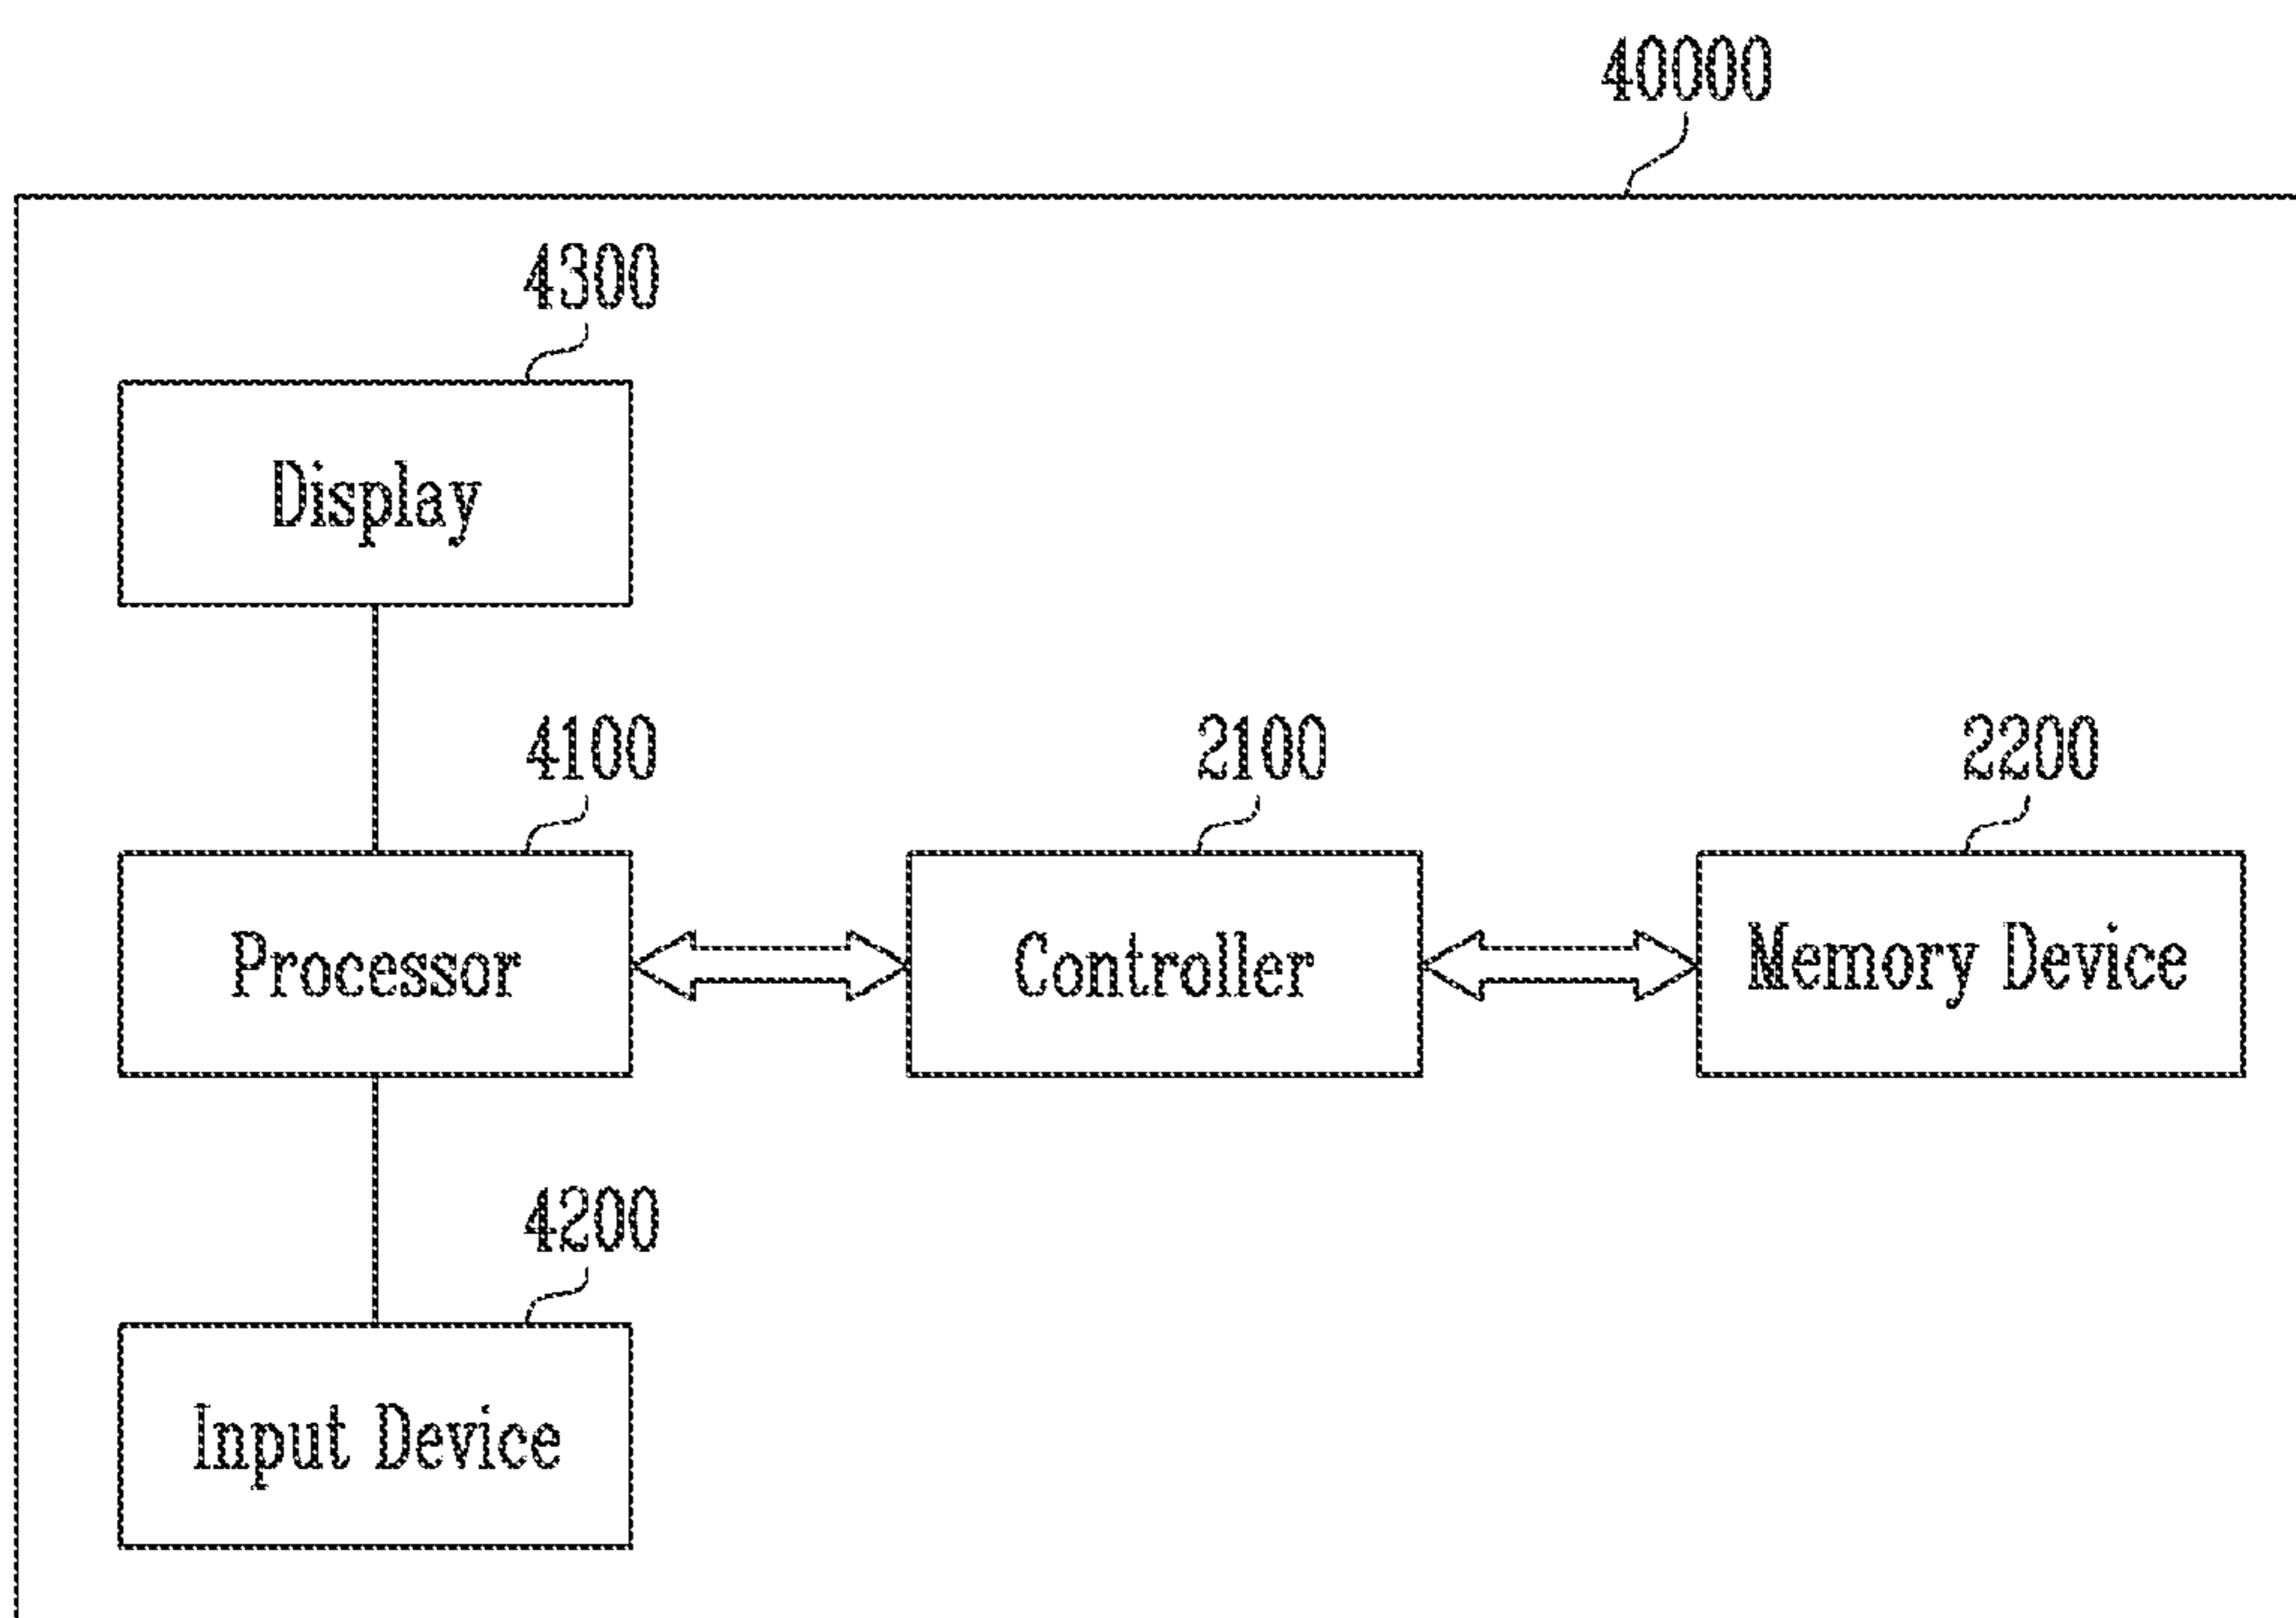 40000
4300
Display
4100
2100
2200
Processor
Controller
Memory Device
4200
Input Device